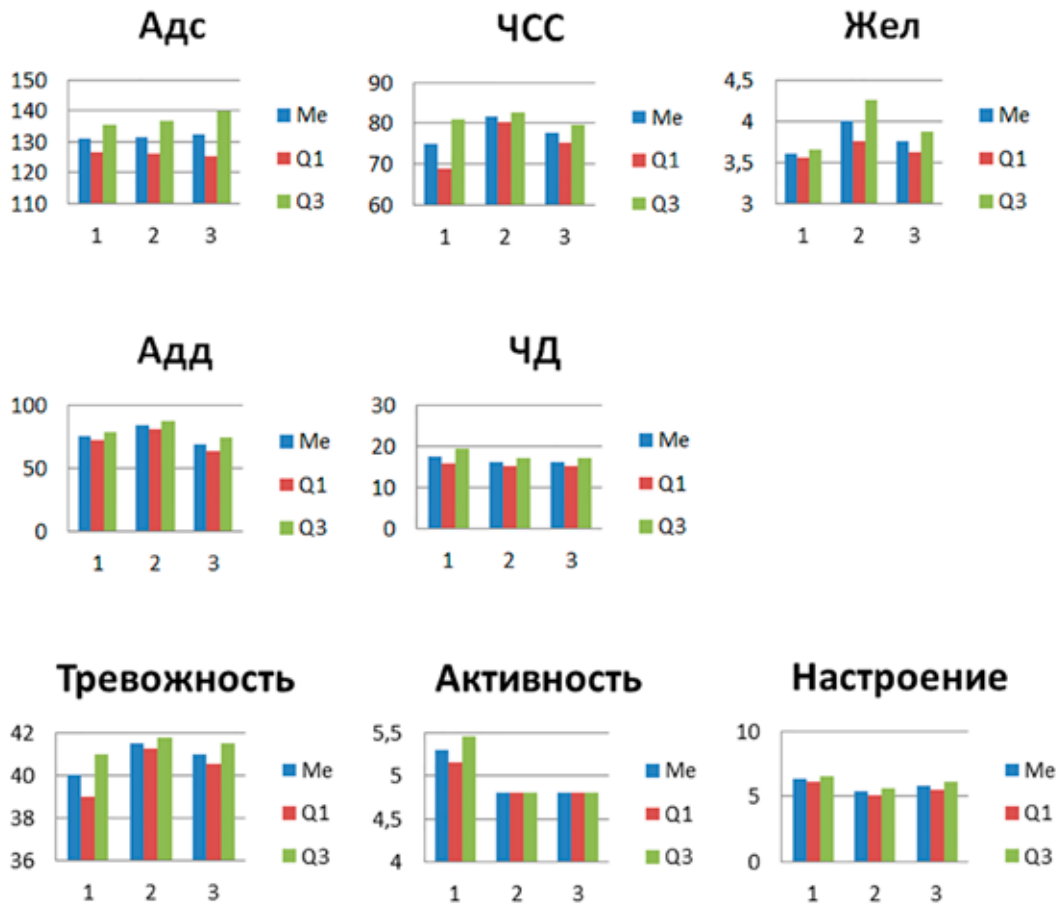 Адс
150
140
130
120
110
1 2 3
Me
Q1
Q3
ЧСС
90
80
70
60
1 2 3
Me
Q1
Q3
Жел
4,5
4
3,5
3
1 2 3
Me
Q1
Q3
Адд
100
50
0
1 2 3
Me
Q1
Q3
ЧД
30
20
10
0
1 2 3
Me
Q1
Q3
Тревожность
42
40
38
36
1 2 3
Me
Q1
Q3
Активность
5,5
5
4,5
4
1 2 3
Me
Q1
Q3
Настроение
10
5
0
1 2 3
Me
Q1
Q3